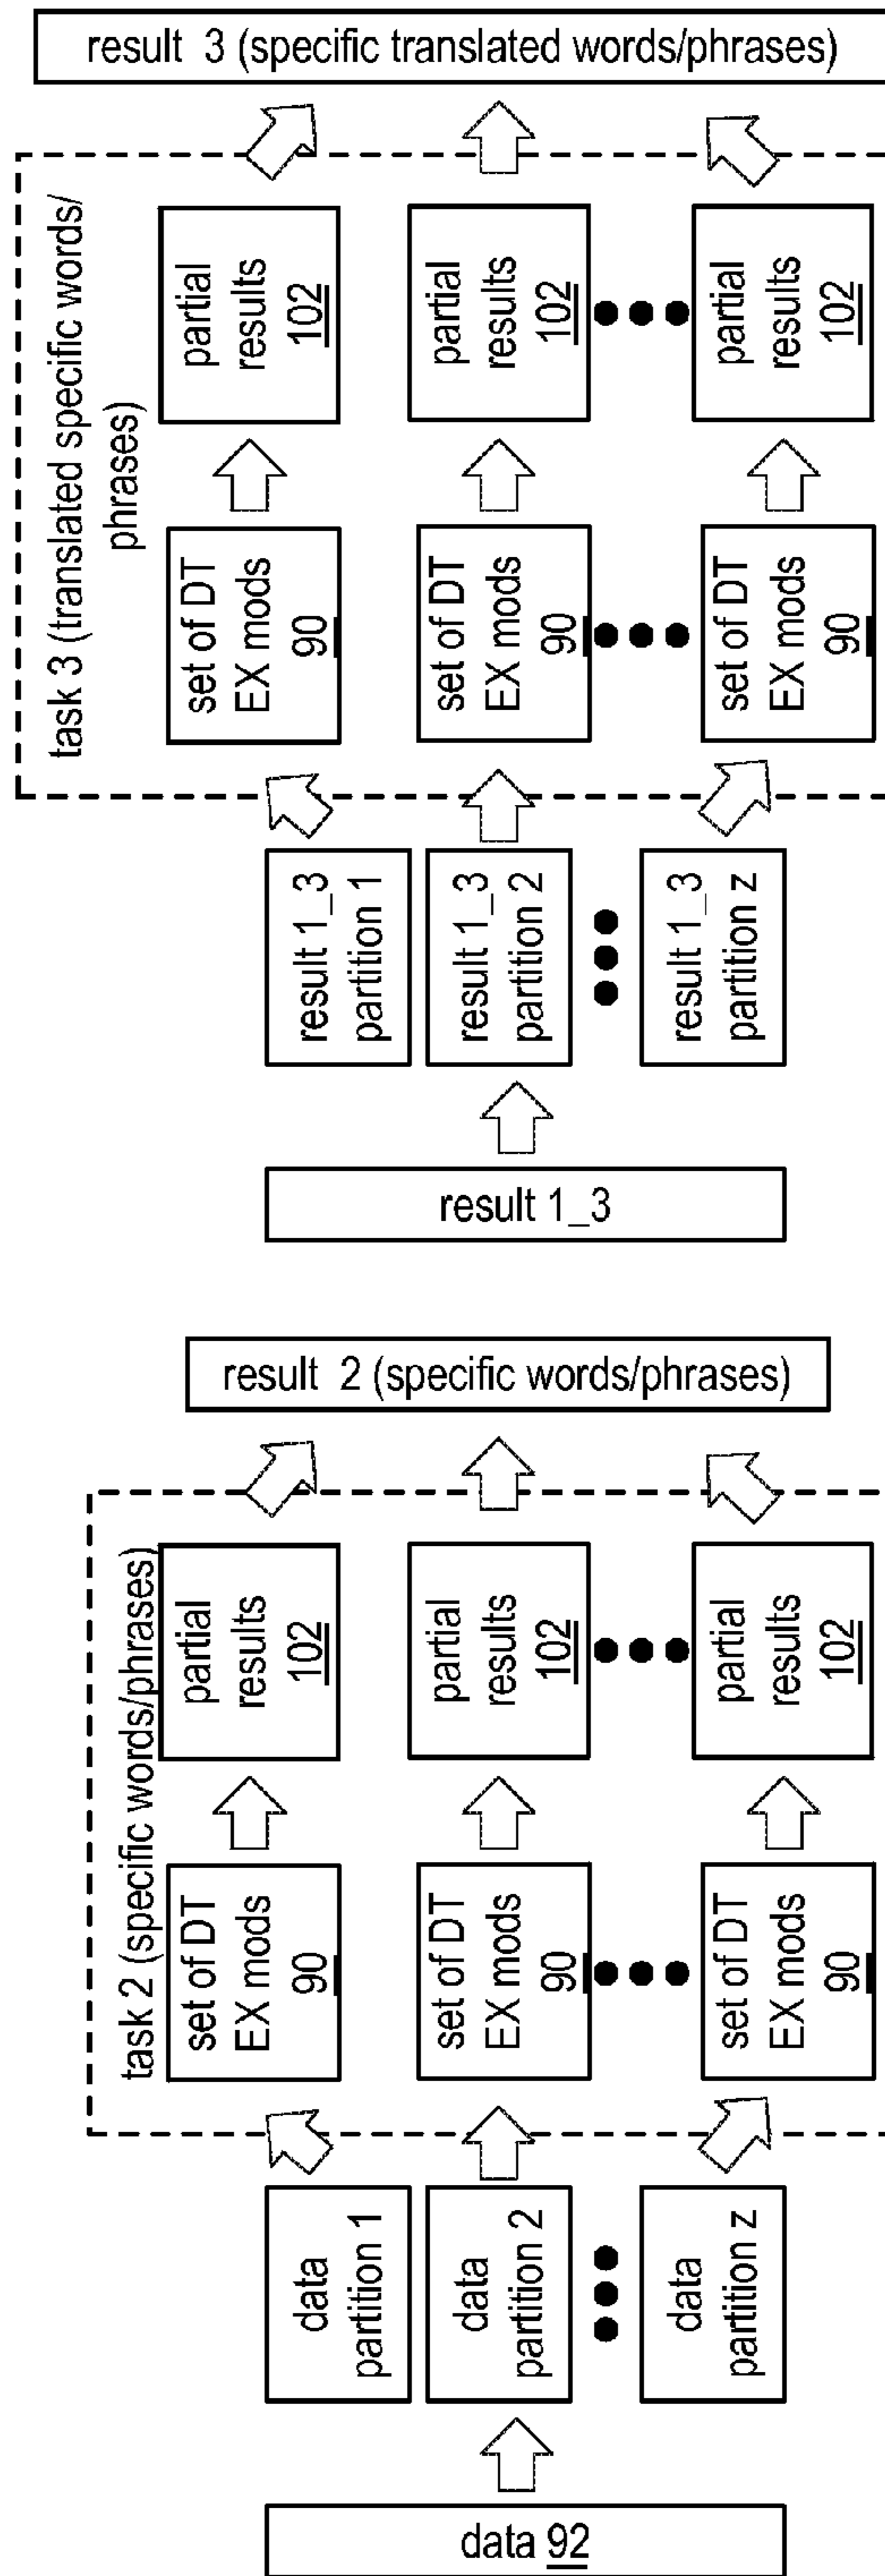 data 92
data
partition 1
data
partition 2
data
partition z
task 2 (specific words/phrases)
set of DT
EX mods
90
set of DT
EX mods
90
set of DT
EX mods
90
partial
results
102
partial
results
102
partial
results
102
result 2 (specific words/phrases)
result 1_3
result 1_3
partition 1
result 1_3
partition 2
result 1_3
partition z
task 3 (translated specific words/
phrases)
set of DT
EX mods
90
set of DT
EX mods
90
set of DT
EX mods
90
partial
results
102
partial
results
102
partial
results
102
result 3 (specific translated words/phrases)